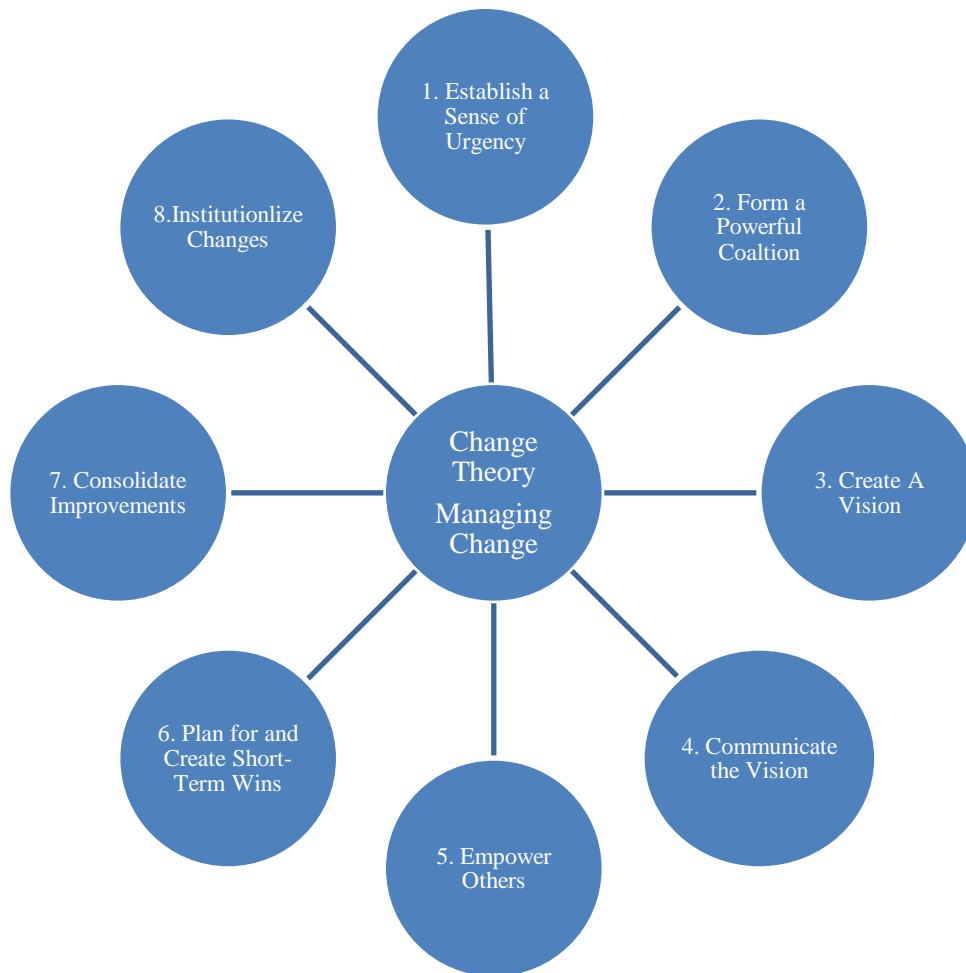 1. Establish a
Sense of
Urgency
2. Form a
Powerful
Coaltion
3. Create A
Vision
4. Communicate
the Vision
5. Empower
Others
6. Plan for and
Create Short-
Term Wins
7. Consolidate
Improvements
8.Institutionlize
Changes
Change
Theory
Managing
Change